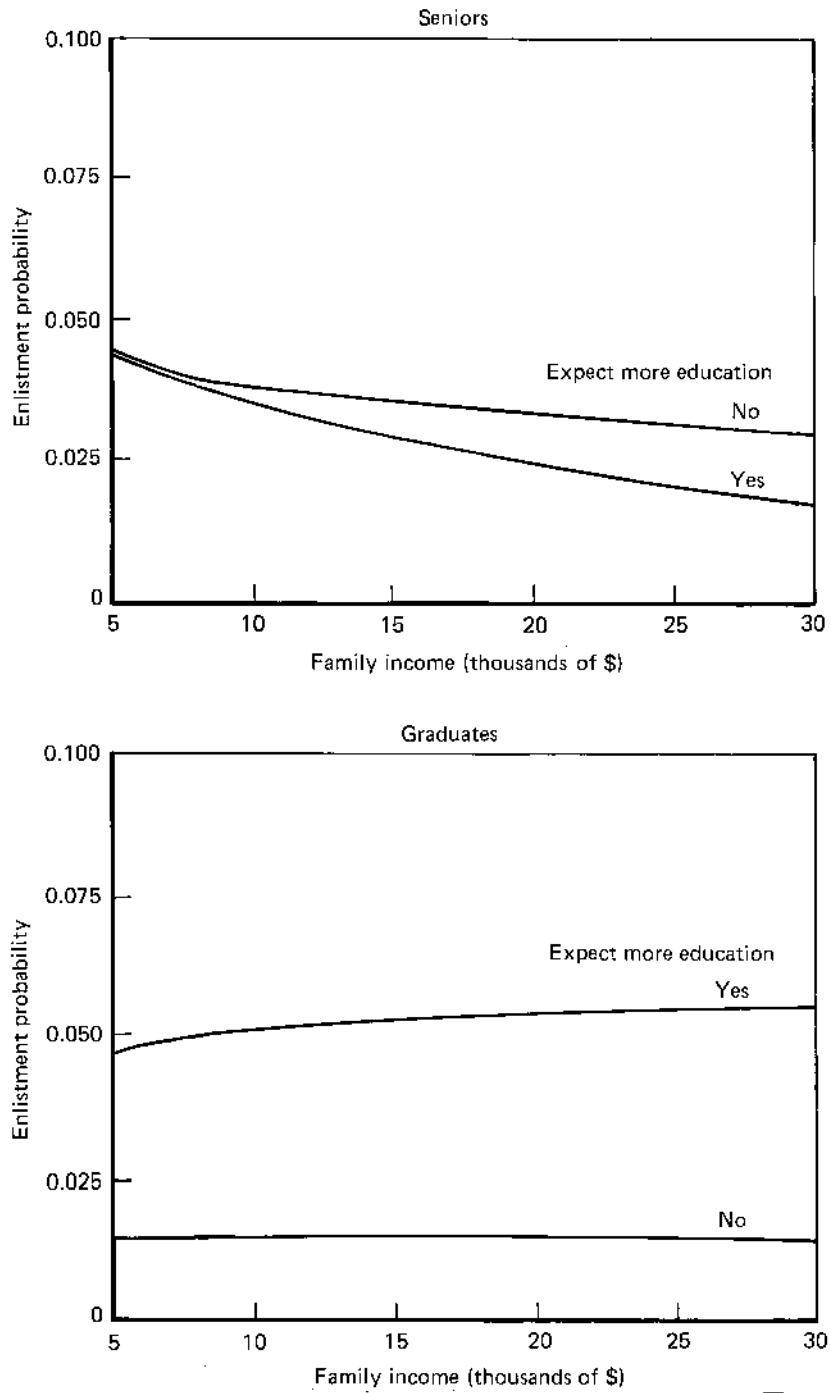 Seniors
0.100
0.075
0.050
0.025
0
Enlistment probability
Expect more education
No
Yes
5 10 15 20 25 30
Family income (thousands of $)
Graduates
0.100
0.075
0.050
0.025
0
Enlistment probability
Expect more education
Yes
No
5 10 15 20 25 30
Family income (thousands of $)